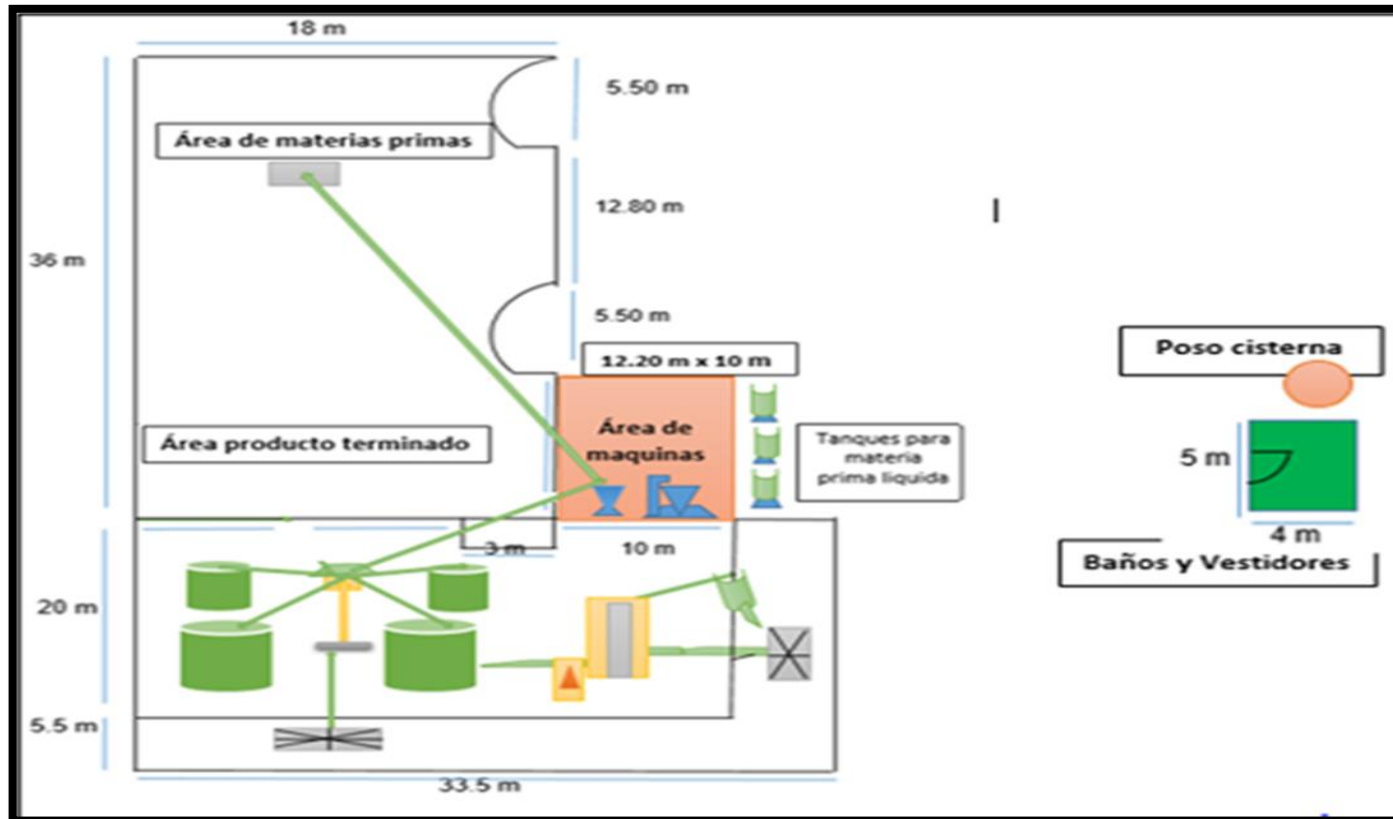 18 m
5.50 m
Área de materias primas
12.80 m
36 m
5.50 m
12.20 m x 10 m
Poso cisterna
Área de
maquinas
Área producto terminado
Tanques para
materia
prima liquida
5 m
4 m
3 m
10 m
Baños y Vestidores
20 m
5.5 m
33.5 m